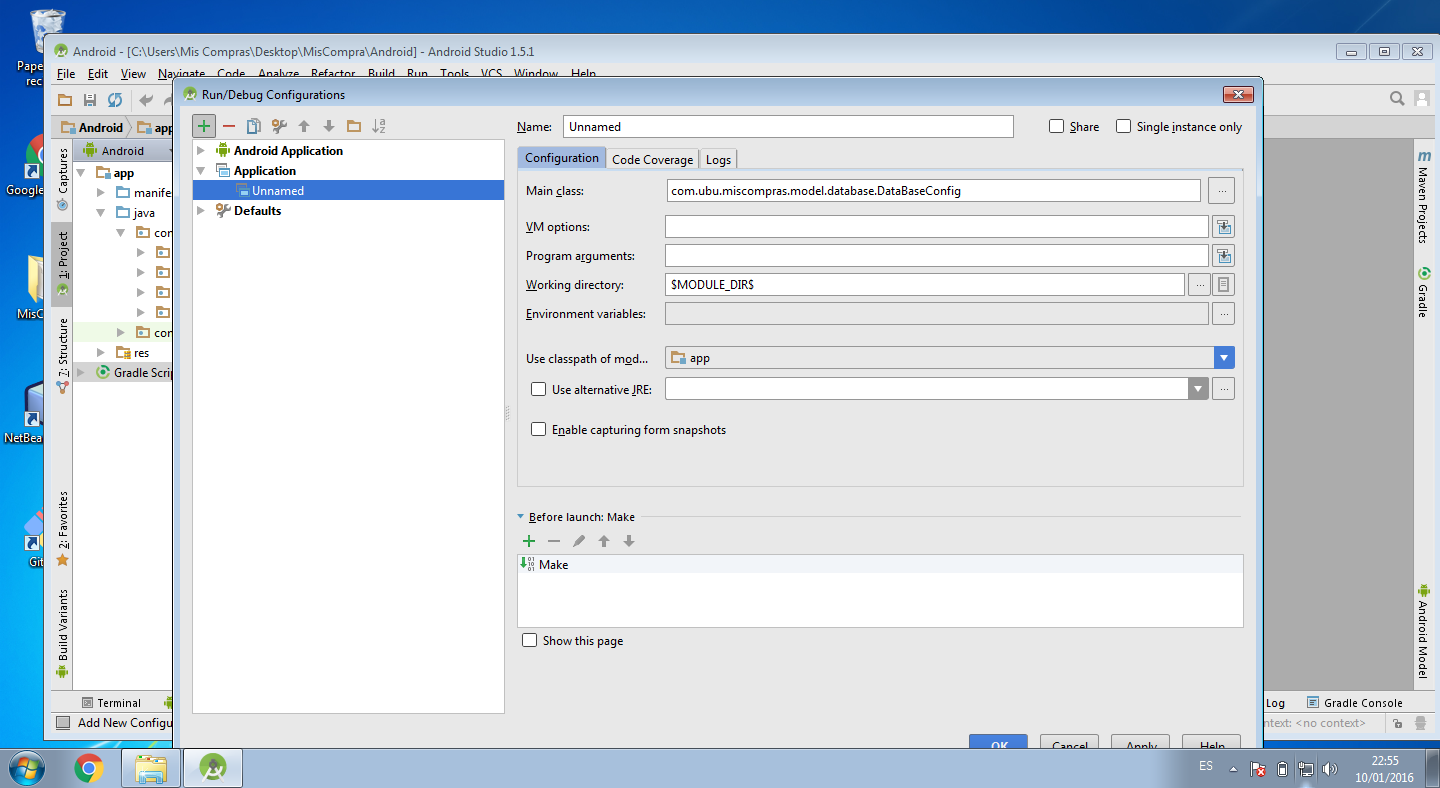 Pape
rec
Google
MisC
NetBea
Git
Android - [C:\Users\Mis Compras\Desktop\MisCompra\Android] - Android Studio 1.5.1
File Edit View Navigate Code Analyze Refactor Build Run Tools VCS Window Help
Android app
Captures
1: Project
7: Structure
2: Favorites
Build Variants
Android
app
manife
java
con
con
res
Gradle Scrip
Terminal
Add New Configu
Run/Debug Configurations
Android Application
Application
Unnamed
Defaults
Name: Unnamed Share Single instance only
Configuration Code Coverage Logs
Main class: com.ubu.miscompras.model.database.DataBaseConfig ...
VM options:
Program arguments:
Working directory: $MODULE_DIR$ ...
Environment variables: ...
Use classpath of mod... app
Use alternative JRE: ...
Enable capturing form snapshots
Before launch: Make
Make
Show this page
OK Cancel Apply Help
m
Maven Projects
Gradle
Android Model
Log Gradle Console
ntext: <no context>
ES
22:55
10/01/2016